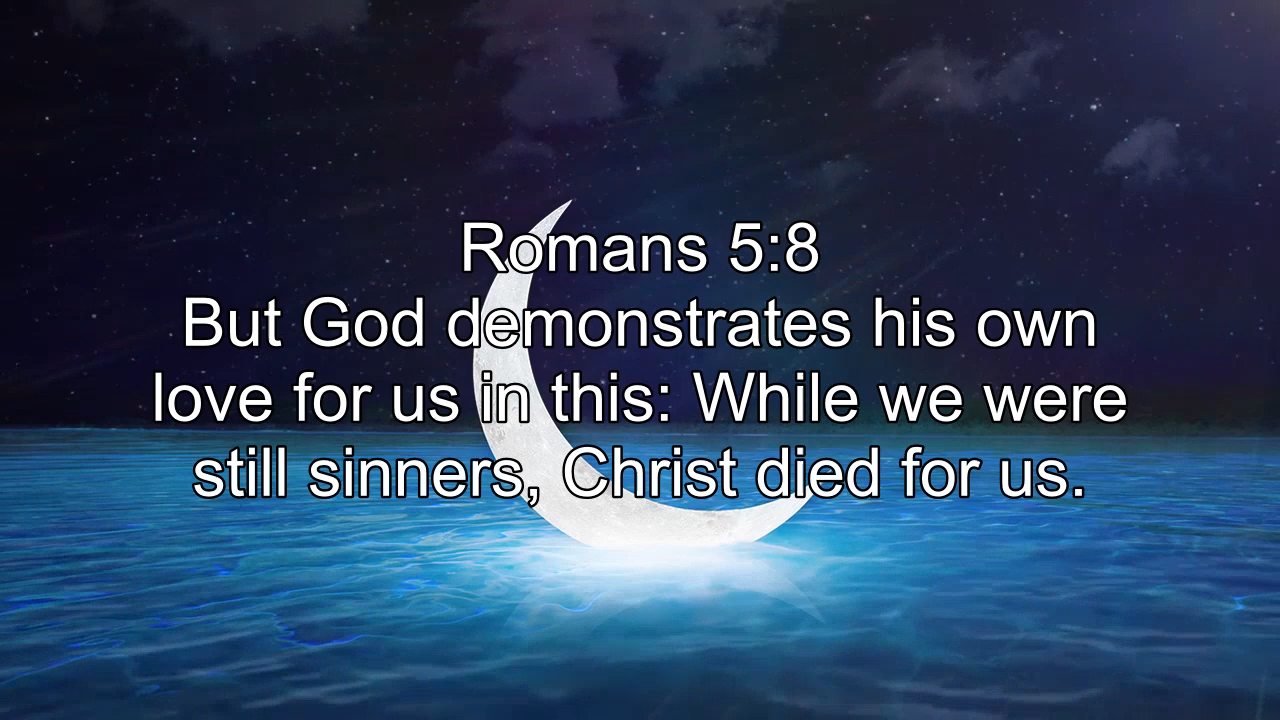 Romans 5:8
But God demonstrates his own
love for us in this: While we were
still sinners, Christ died for us.